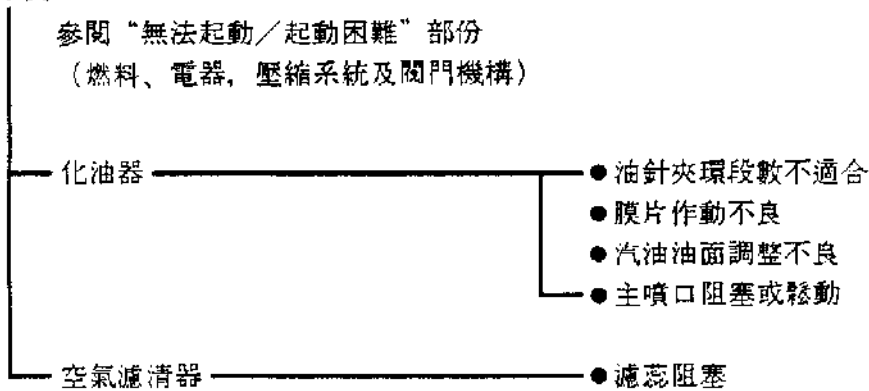 參閱“無法起動／起動困難”部份
（燃料、電器，壓縮系統及閥門機構）
化油器 ●油針夾環段數不適合
●膜片作動不良
●汽油油面調整不良
●主噴口阻塞或鬆動
空氣濾清器 ●濾蕊阻塞